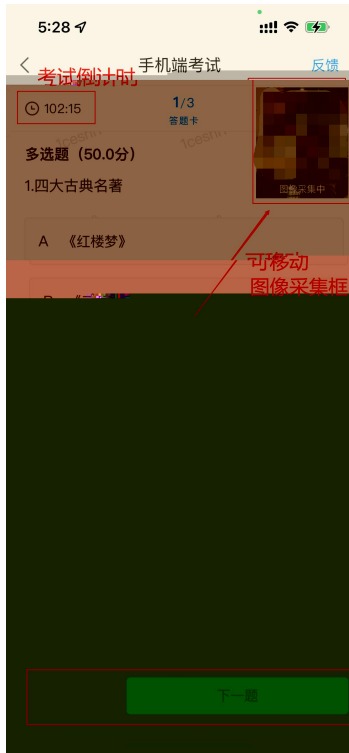 5:28
手机端考试
反馈
考试倒计时
102:15
1/3
答题卡
多选题（50.0分）
1.四大古典名著
图像采集中
A 《红楼梦》
可移动
图像采集框
下一题